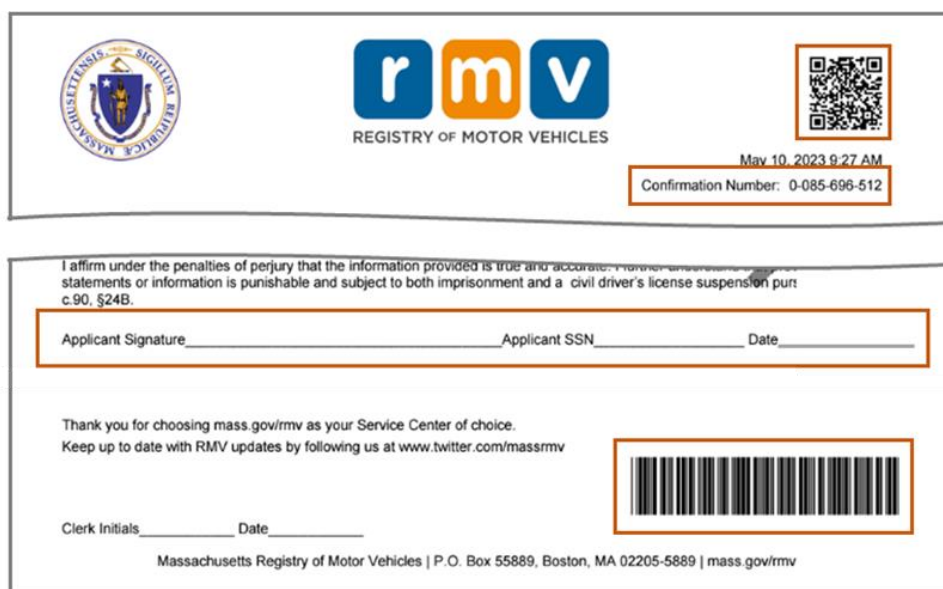 SIGILLUM REIPUBLICÆ MASSACHUSETTENSIS.
rmv
REGISTRY OF MOTOR VEHICLES
May 10, 2023 9:27 AM
Confirmation Number: 0-085-696-512
I affirm under the penalties of perjury that the information provided is true and accurate. I further understand
statements or information is punishable and subject to both imprisonment and a civil driver's license suspension
c.90, §24B.
Applicant Signature Applicant SSN Date
Thank you for choosing mass.gov/rmv as your Service Center of choice.
Keep up to date with RMV updates by following us at www.twitter.com/massrmv
Clerk Initials Date
Massachusetts Registry of Motor Vehicles | P.O. Box 55889, Boston, MA 02205-5889 | mass.gov/rmv